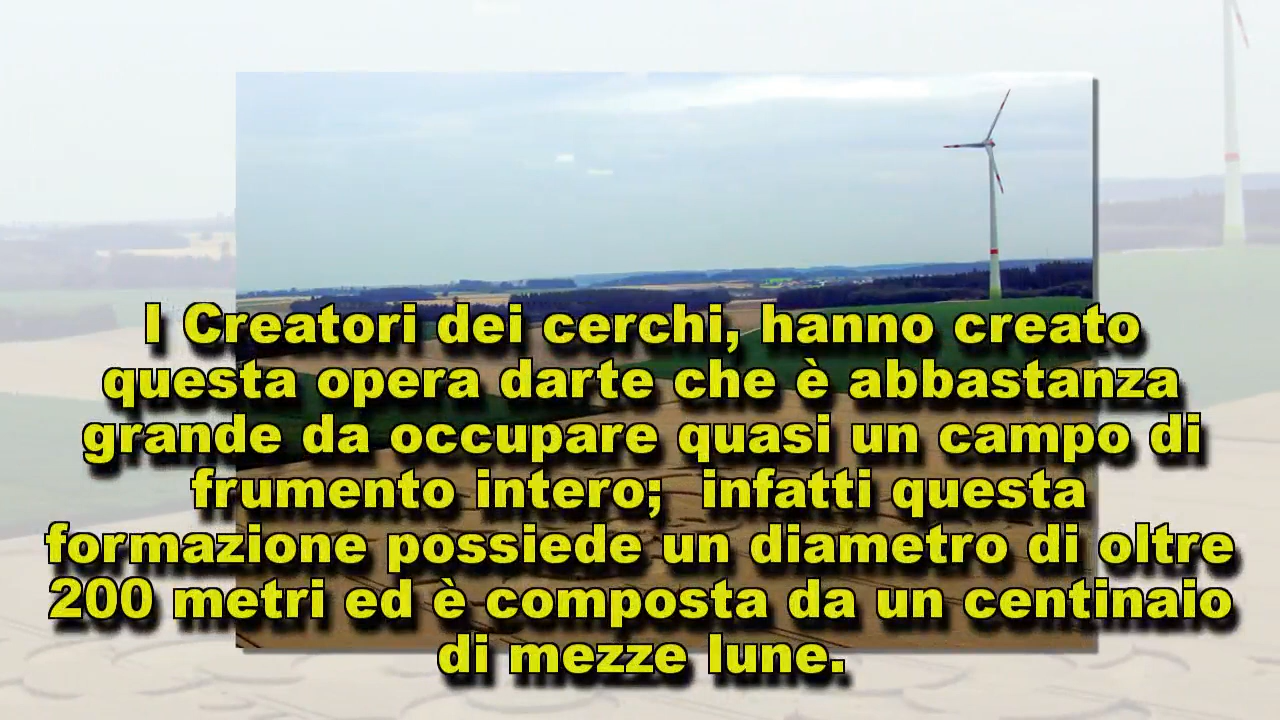 I Creatori dei cerchi, hanno creato
questa opera darte che è abbastanza
grande da occupare quasi un campo di
frumento intero;  infatti questa
formazione possiede un diametro di oltre
200 metri ed è composta da un centinaio
di mezze lune.